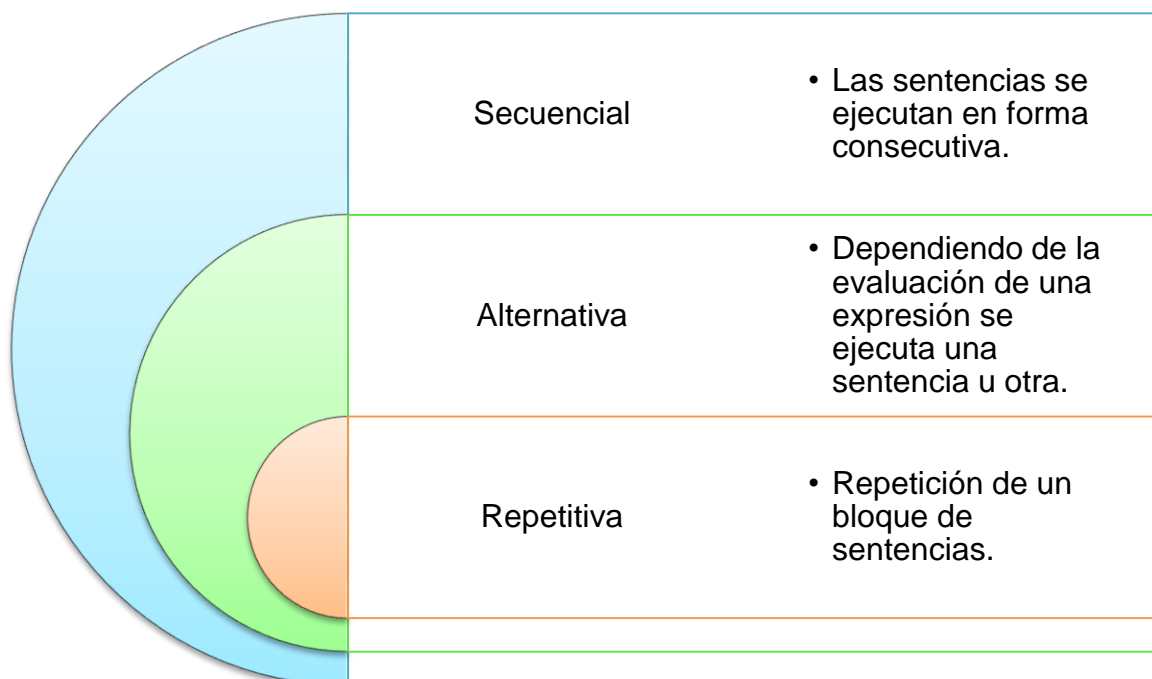 Secuencial
• Las sentencias se
ejecutan en forma
consecutiva.
Alternativa
• Dependiendo de la
evaluación de una
expresión se
ejecuta una
sentencia u otra.
Repetitiva
• Repetición de un
bloque de
sentencias.